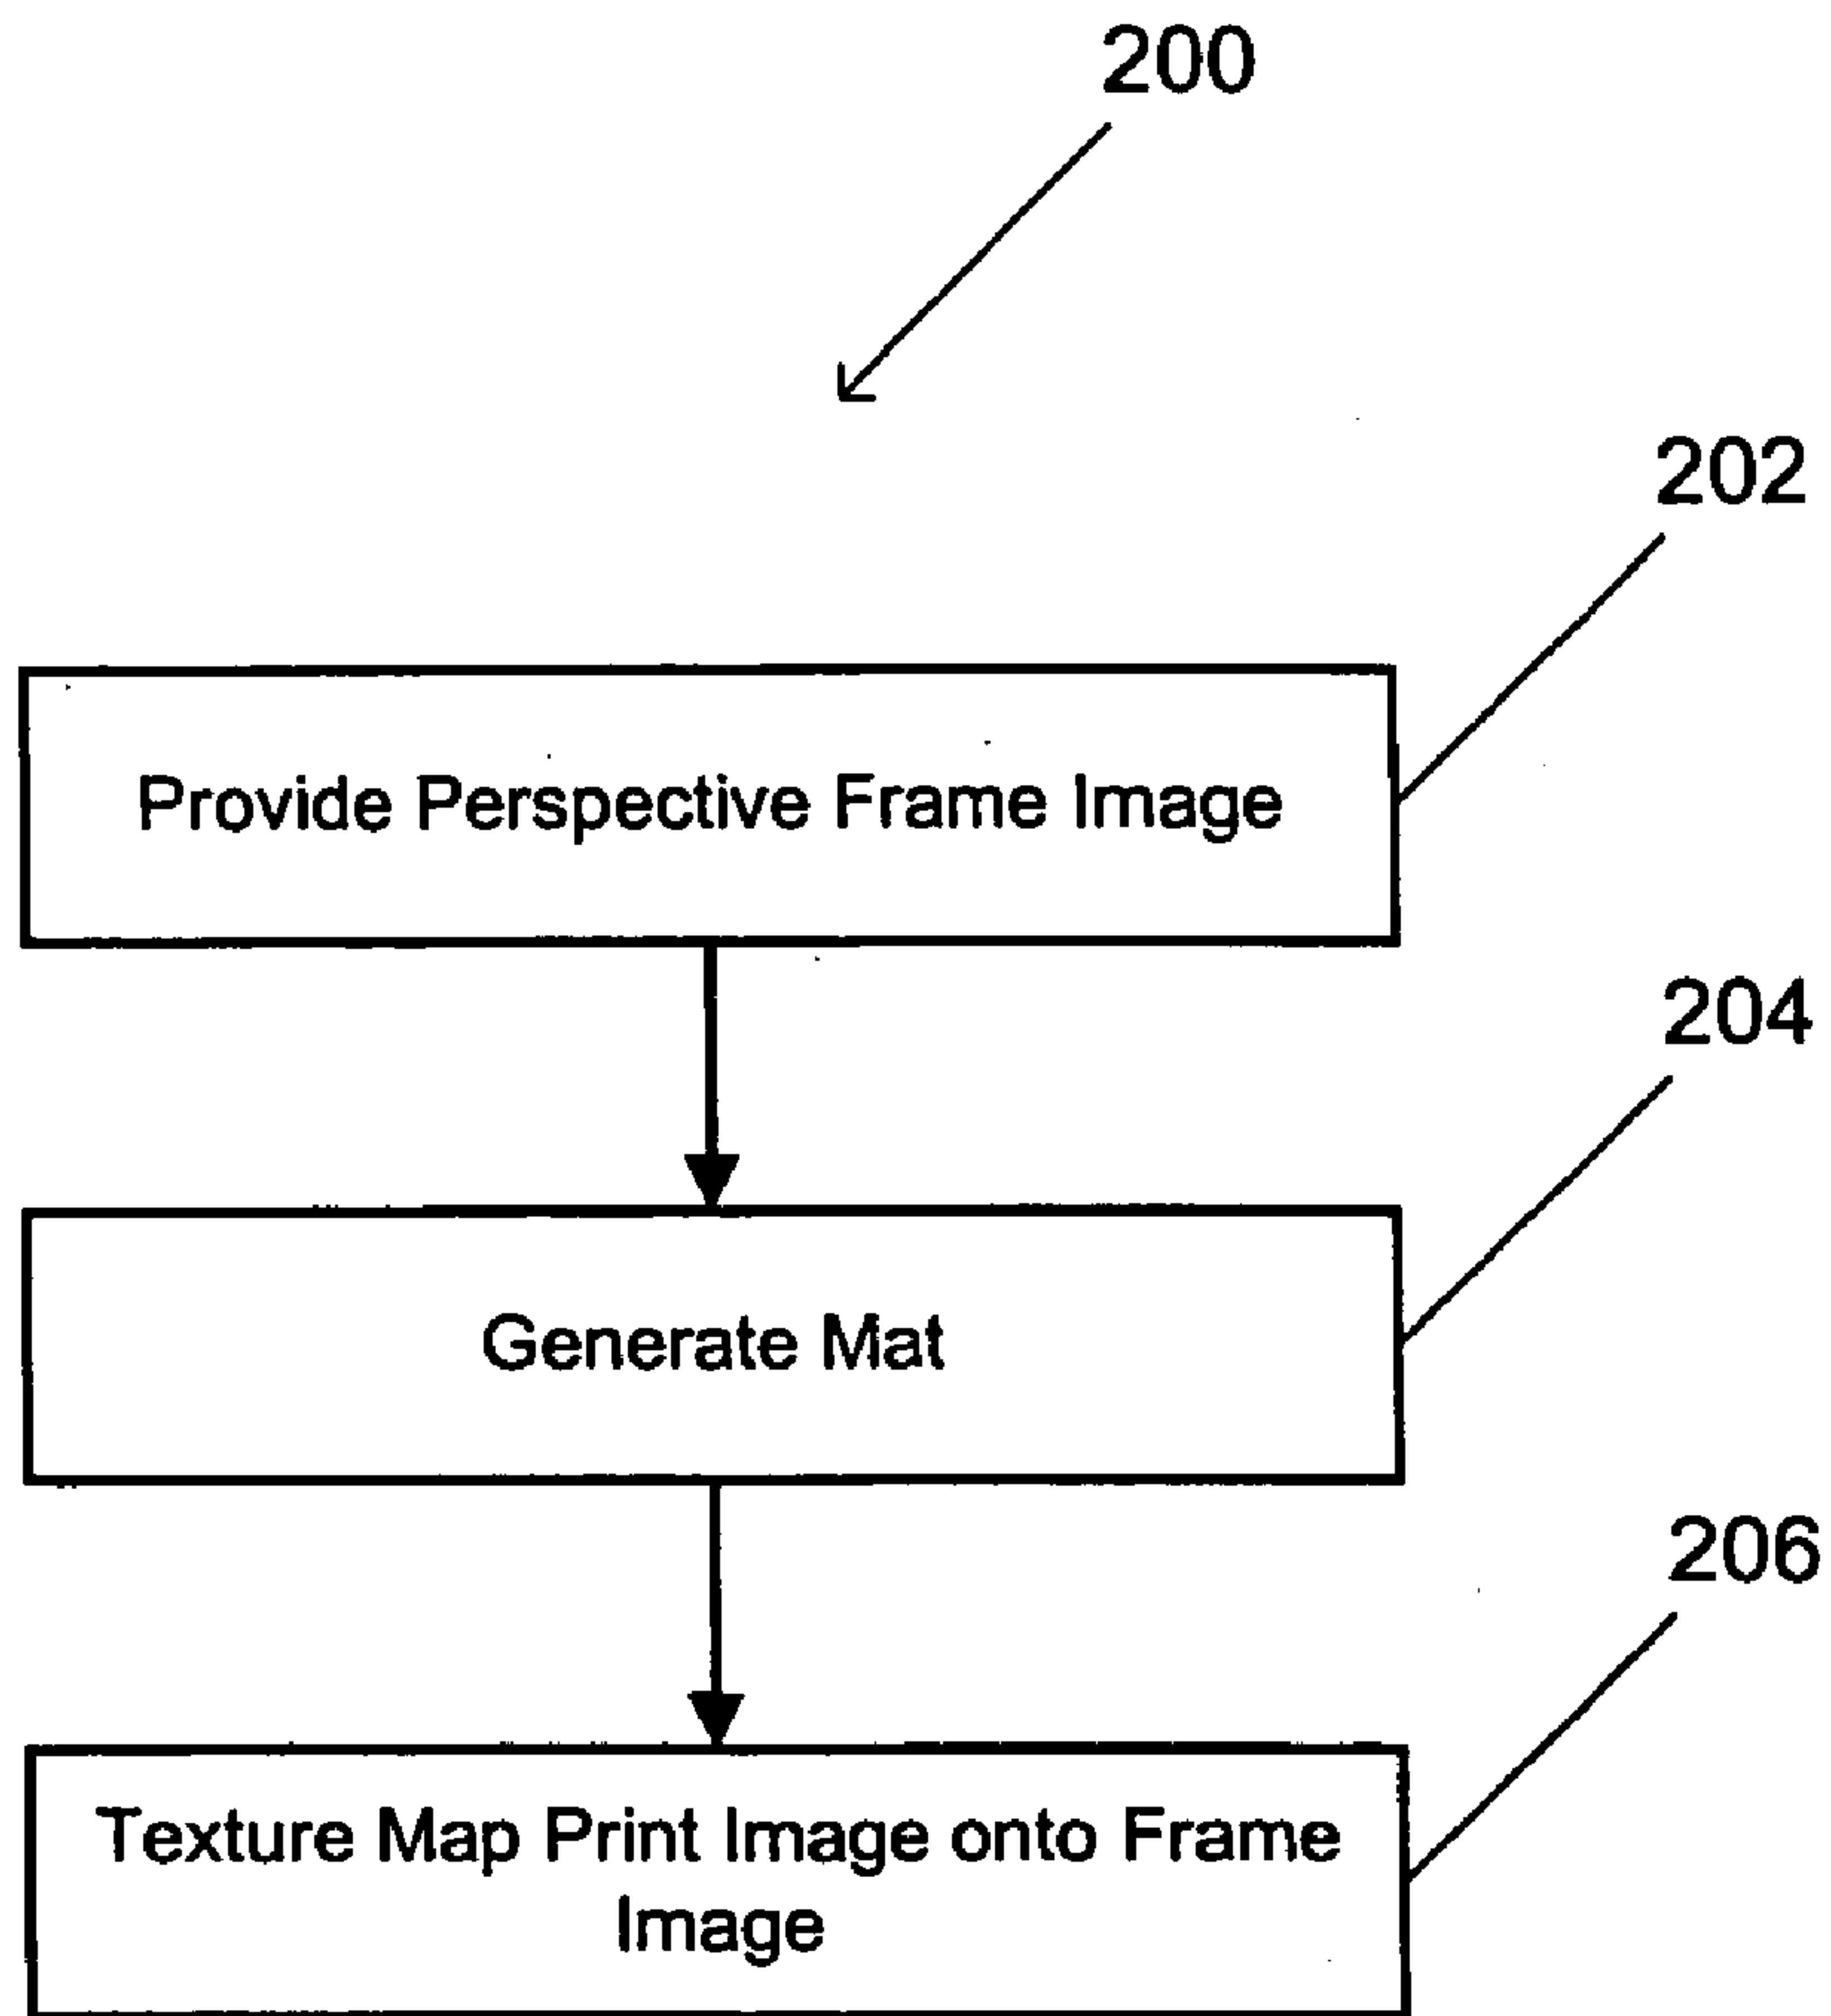 200
202
Provide Perspective Frame Image
204
Generate Mat
206
Texture Map Print Image onto Frame
Image